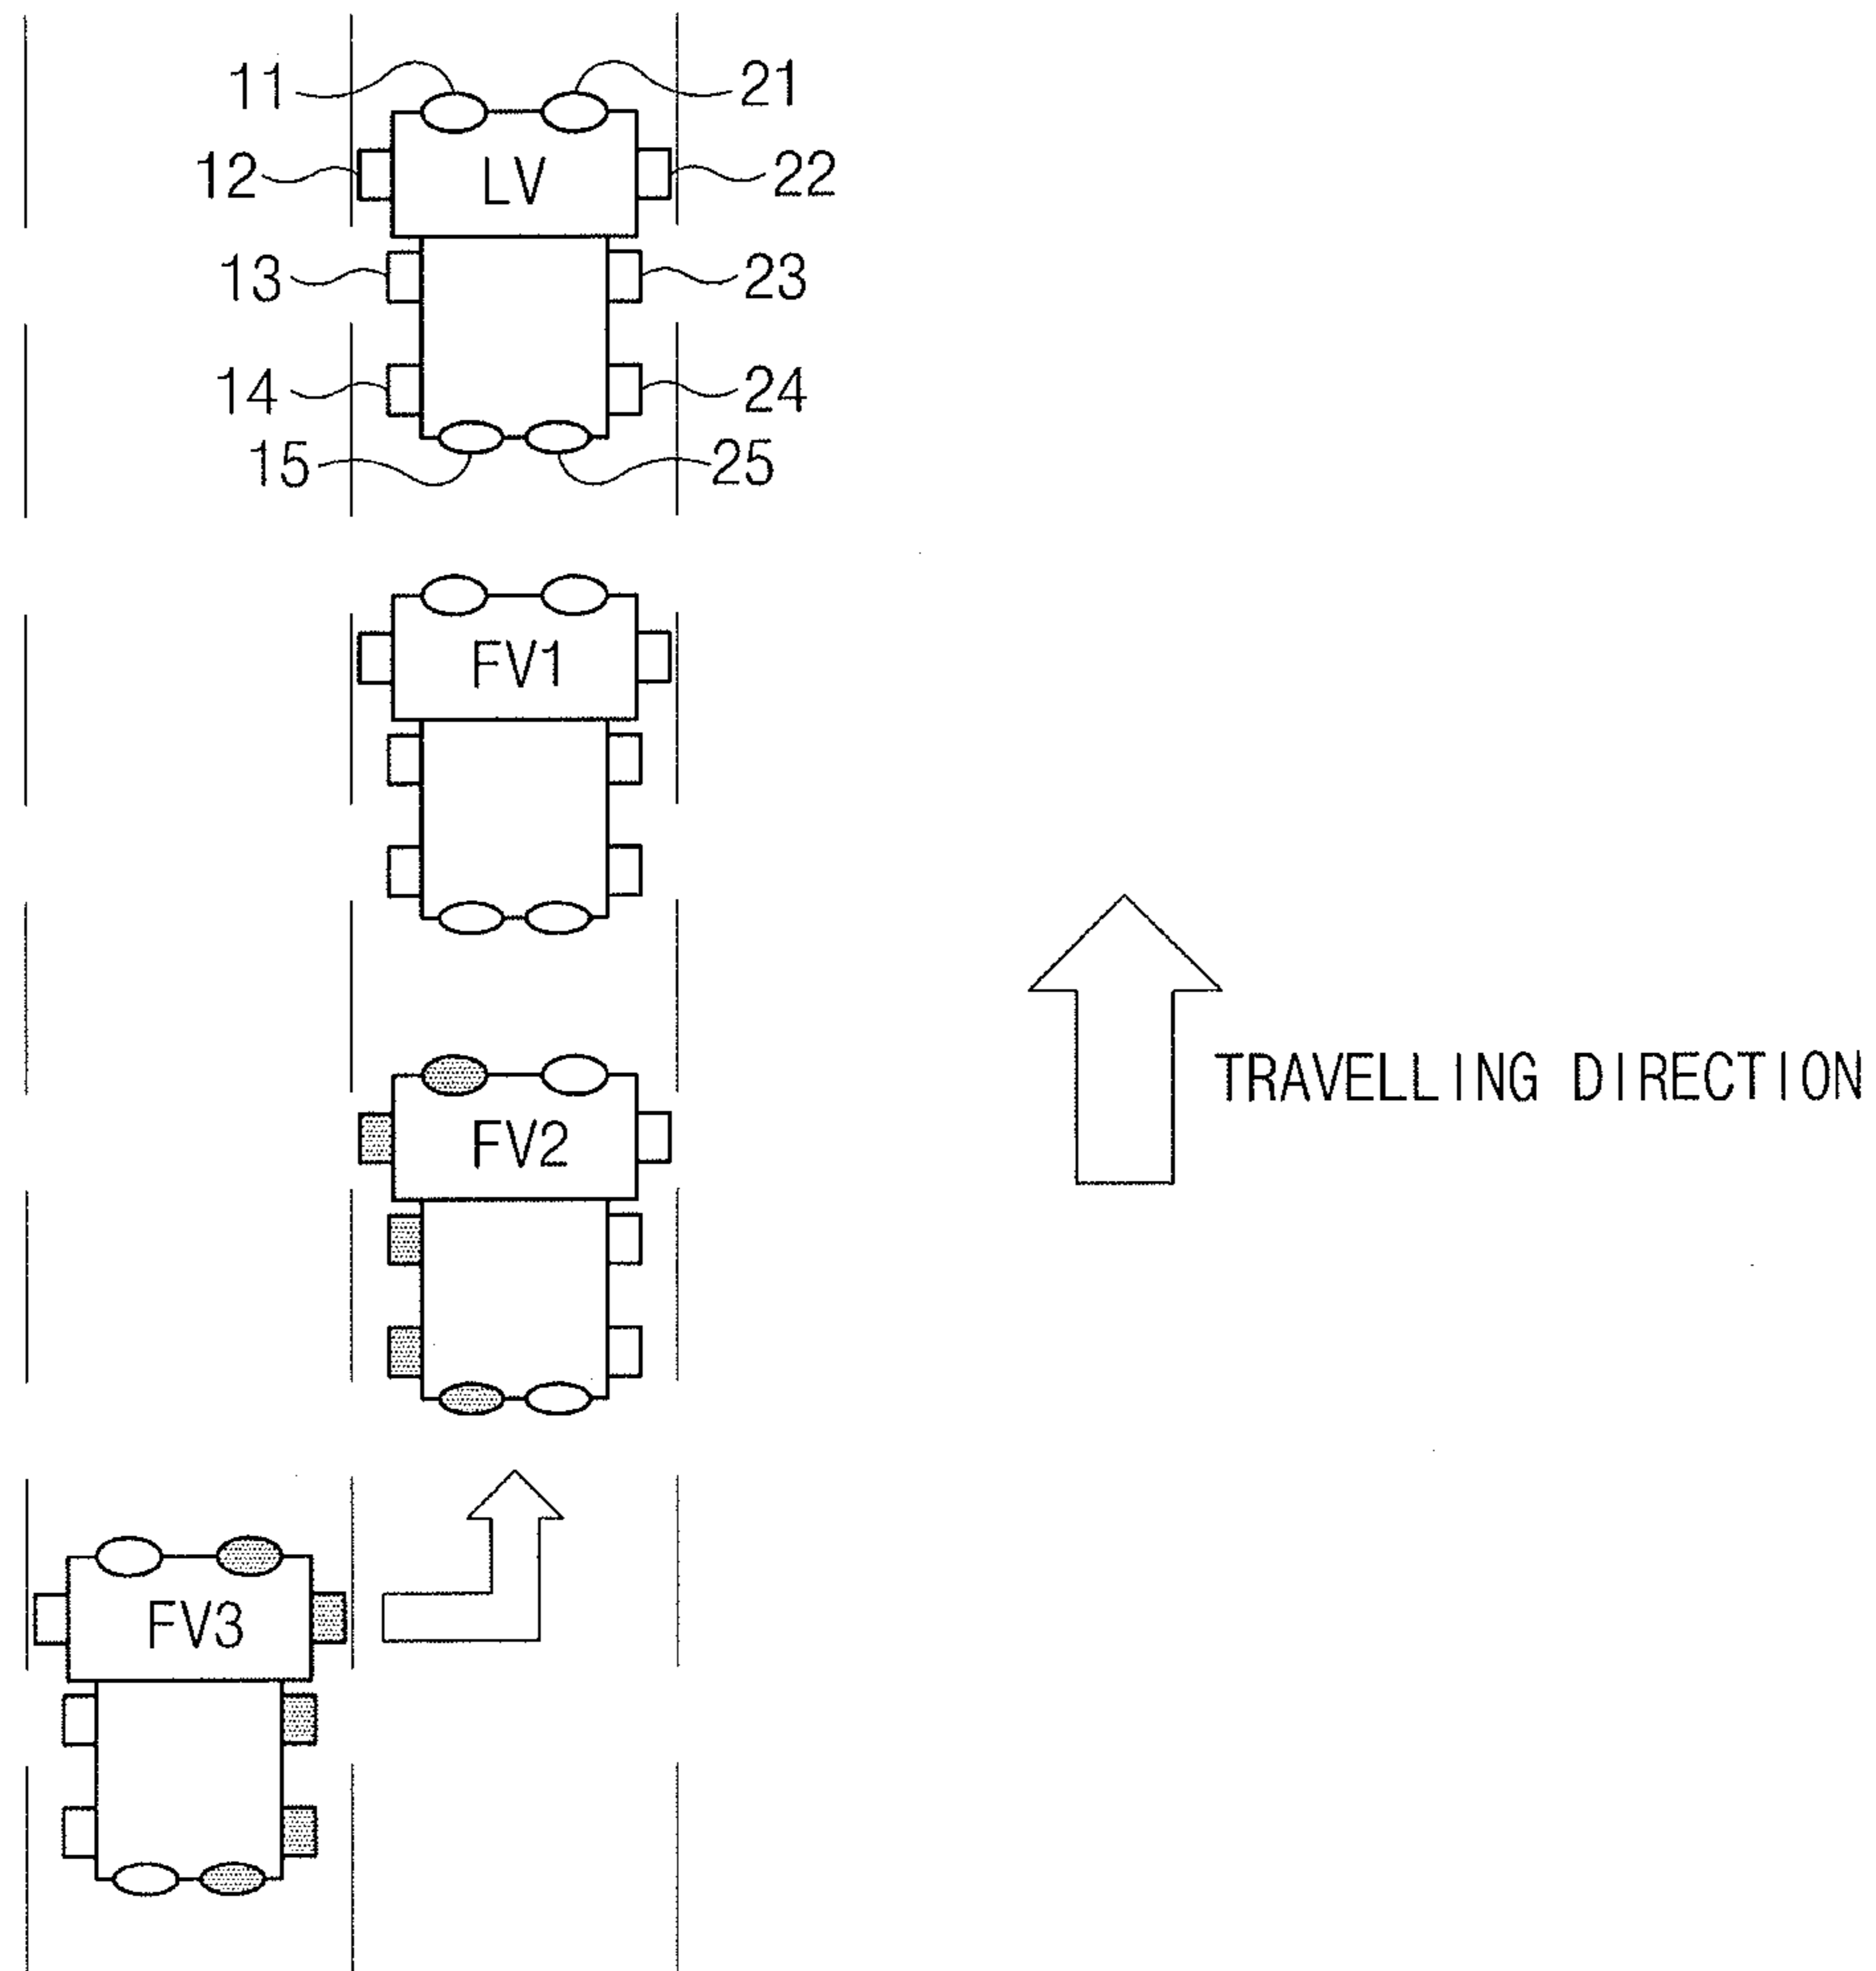 11 21
12 LV 22
13 23
14 24
15 25
FV1
TRAVELLING DIRECTION
FV2
FV3